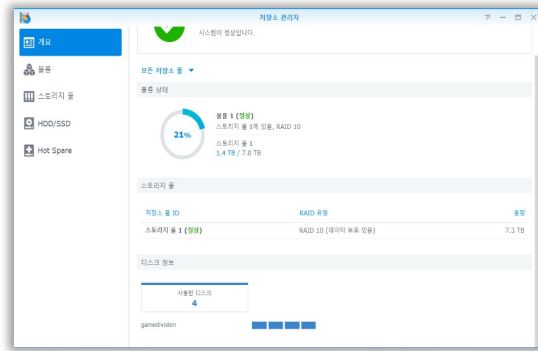 저장소 관리자
개요
볼륨
스토리지 풀
HDD/SSD
Hot Spare
시스템이 정상입니다.
모든 저장소 풀
볼륨 상태
21%
볼륨 1 (정상)
스토리지 풀 1에 있음, RAID 10
스토리지 풀 1
1.4 TB / 7.0 TB
스토리지 풀
저장소 풀 ID RAID 유형 용량
스토리지 풀 1 (정상) RAID 10 (데이터 보호 있음) 7.3 TB
디스크 정보
사용된 디스크
4
gamedivision